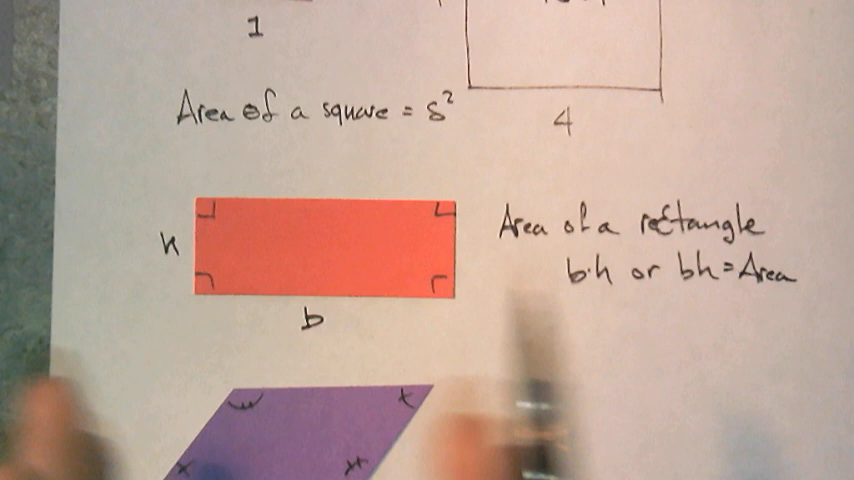 1
Area of a square = s²
4
h
b
Area of a rectangle
b·h or bh = Area